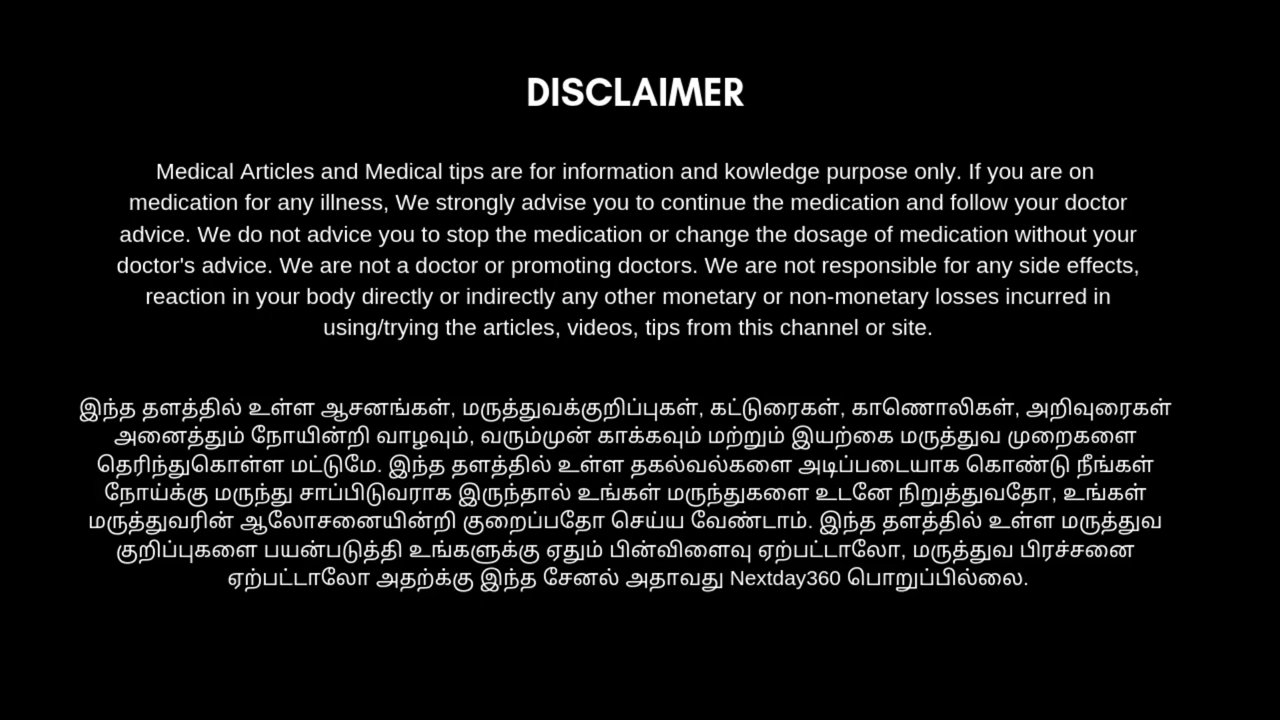 DISCLAIMER
Medical Articles and Medical tips are for information and kowledge purpose only. If you are on
medication for any illness, We strongly advise you to continue the medication and follow your doctor
advice. We do not advice you to stop the medication or change the dosage of medication without your
doctor's advice. We are not a doctor or promoting doctors. We are not responsible for any side effects,
reaction in your body directly or indirectly any other monetary or non-monetary losses incurred in
using/trying the articles, videos, tips from this channel or site.
இந்த தளத்தில் உள்ள ஆசனங்கள், மருத்துவக்குறிப்புகள், கட்டுரைகள், காணொலிகள், அறிவுரைகள்
அனைத்தும் நோயின்றி வாழவும், வரும்முன் காக்கவும் மற்றும் இயற்கை மருத்துவ முறைகளை
தெரிந்துகொள்ள மட்டுமே. இந்த தளத்தில் உள்ள தகல்வல்களை அடிப்படையாக கொண்டு நீங்கள்
நோய்க்கு மருந்து சாப்பிடுவராக இருந்தால் உங்கள் மருந்துகளை உடனே நிறுத்துவதோ, உங்கள்
மருத்துவரின் ஆலோசனையின்றி குறைப்பதோ செய்ய வேண்டாம். இந்த தளத்தில் உள்ள மருத்துவ
குறிப்புகளை பயன்படுத்தி உங்களுக்கு ஏதும் பின்விளைவு ஏற்பட்டாலோ, மருத்துவ பிரச்சனை
ஏற்பட்டாலோ அதற்க்கு இந்த சேனல் அதாவது Nextday360 பொறுப்பில்லை.